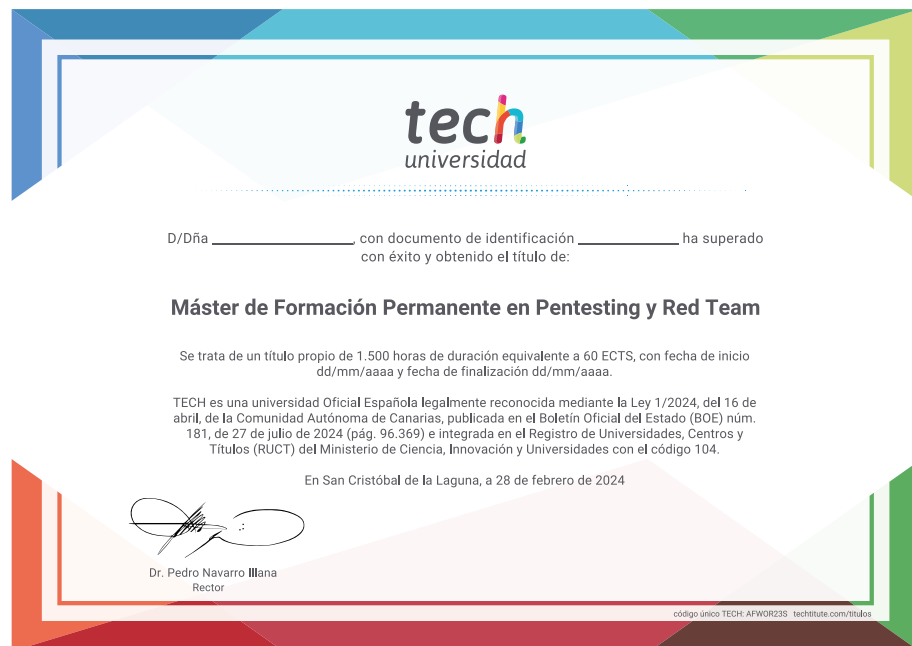 tech
universidad
D/Dña ____________________, con documento de identificación ______________ ha superado
con éxito y obtenido el título de:
Máster de Formación Permanente en Pentesting y Red Team
Se trata de un título propio de 1.500 horas de duración equivalente a 60 ECTS, con fecha de inicio
dd/mm/aaaa y fecha de finalización dd/mm/aaaa.
TECH es una universidad Oficial Española legalmente reconocida mediante la Ley 1/2024, del 16 de
abril, de la Comunidad Autónoma de Canarias, publicada en el Boletín Oficial del Estado (BOE) núm.
181, de 27 de julio de 2024 (pág. 96.369) e integrada en el Registro de Universidades, Centros y
Títulos (RUCT) del Ministerio de Ciencia, Innovación y Universidades con el código 104.
En San Cristóbal de la Laguna, a 28 de febrero de 2024
Dr. Pedro Navarro Illana
Rector
código único TECH: AFWOR23S techtitute.com/titulos